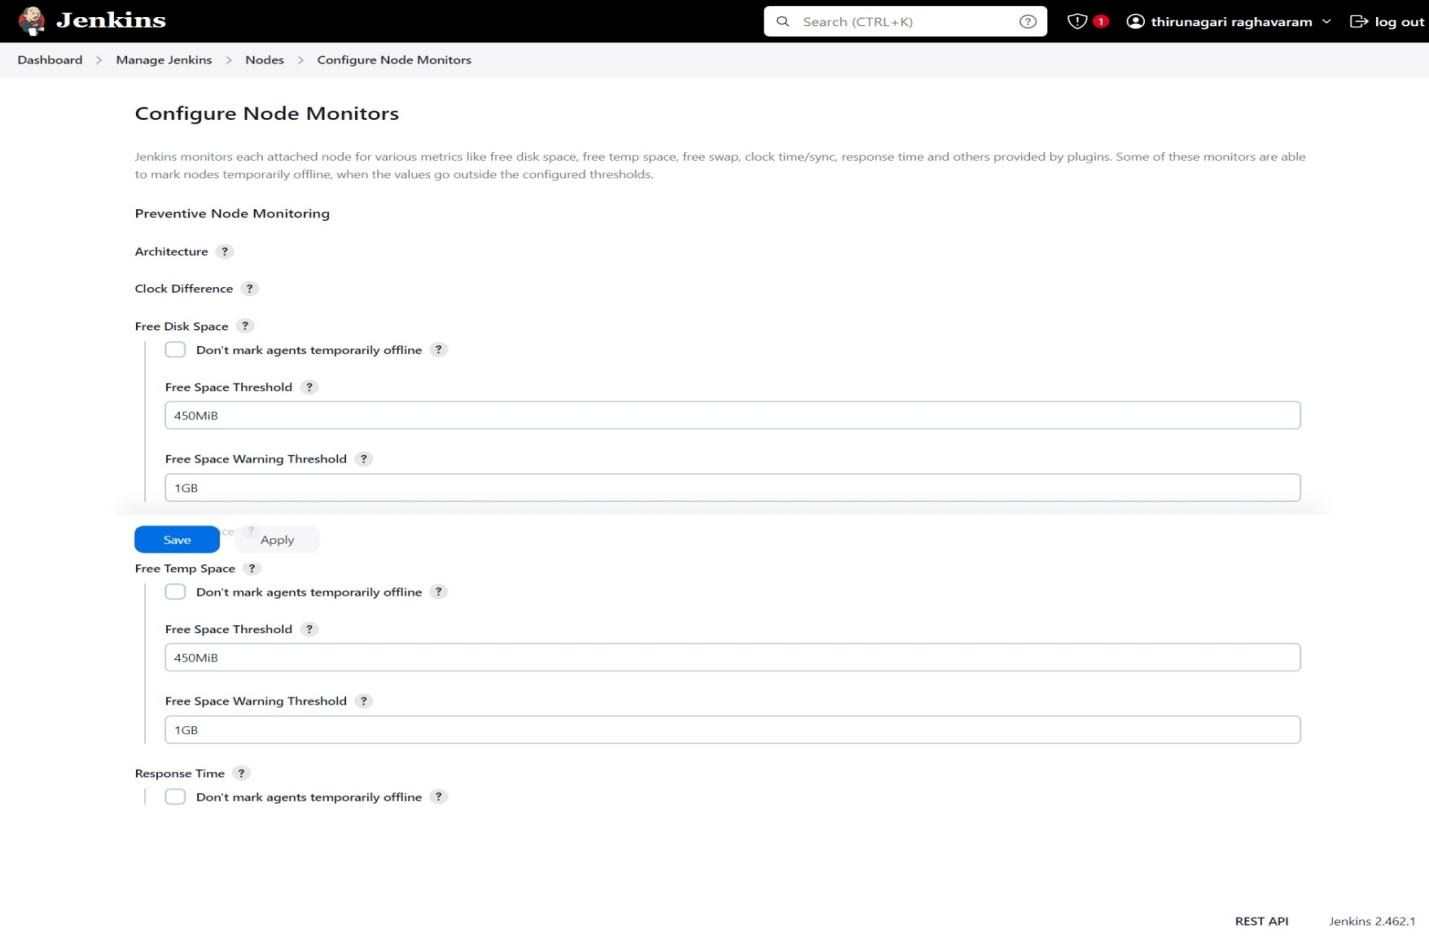 Jenkins
Search (CTRL+K)
?
1
thirunagari raghavaram
log out
Dashboard > Manage Jenkins > Nodes > Configure Node Monitors
Configure Node Monitors
Jenkins monitors each attached node for various metrics like free disk space, free temp space, free swap, clock time/sync, response time and others provided by plugins. Some of these monitors are able
to mark nodes temporarily offline, when the values go outside the configured thresholds.
Preventive Node Monitoring
Architecture ?
Clock Difference ?
Free Disk Space ?
Don't mark agents temporarily offline ?
Free Space Threshold ?
450MiB
Free Space Warning Threshold ?
1GB
Save ce ? Apply
Free Temp Space ?
Don't mark agents temporarily offline ?
Free Space Threshold ?
450MiB
Free Space Warning Threshold ?
1GB
Response Time ?
Don't mark agents temporarily offline ?
REST API Jenkins 2.462.1